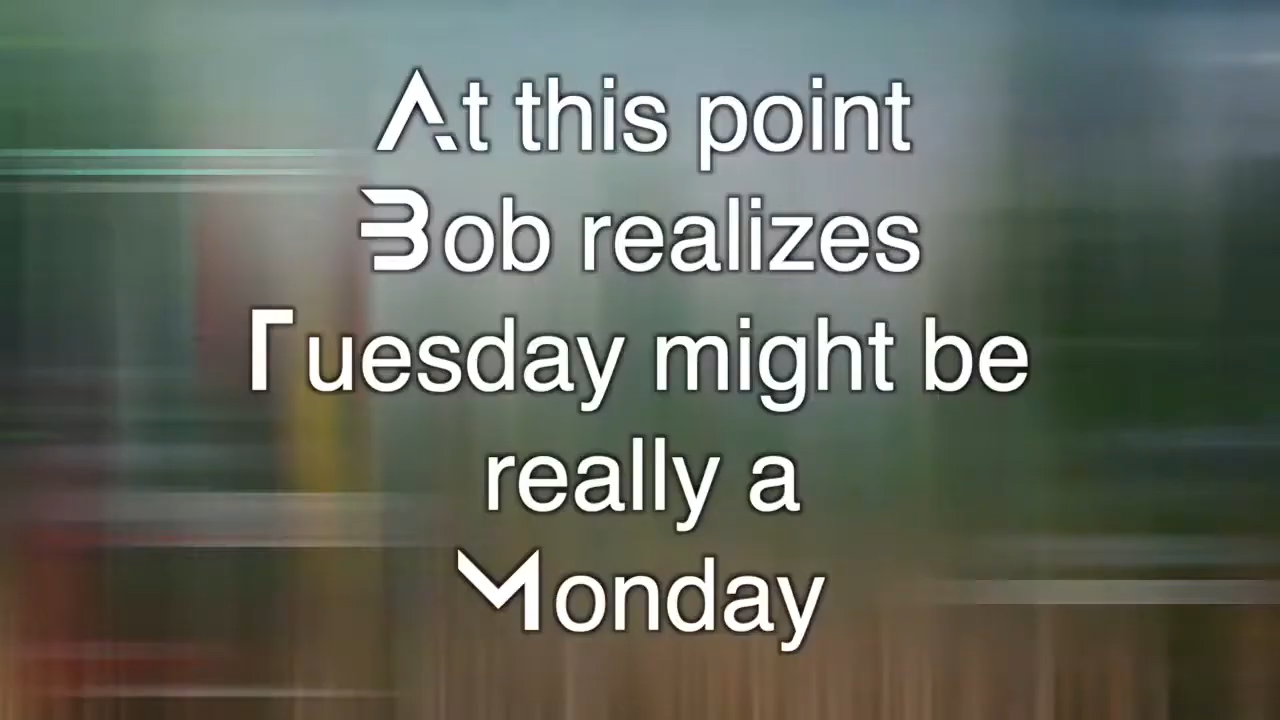 At this point
Bob realizes
Tuesday might be
really a
Monday